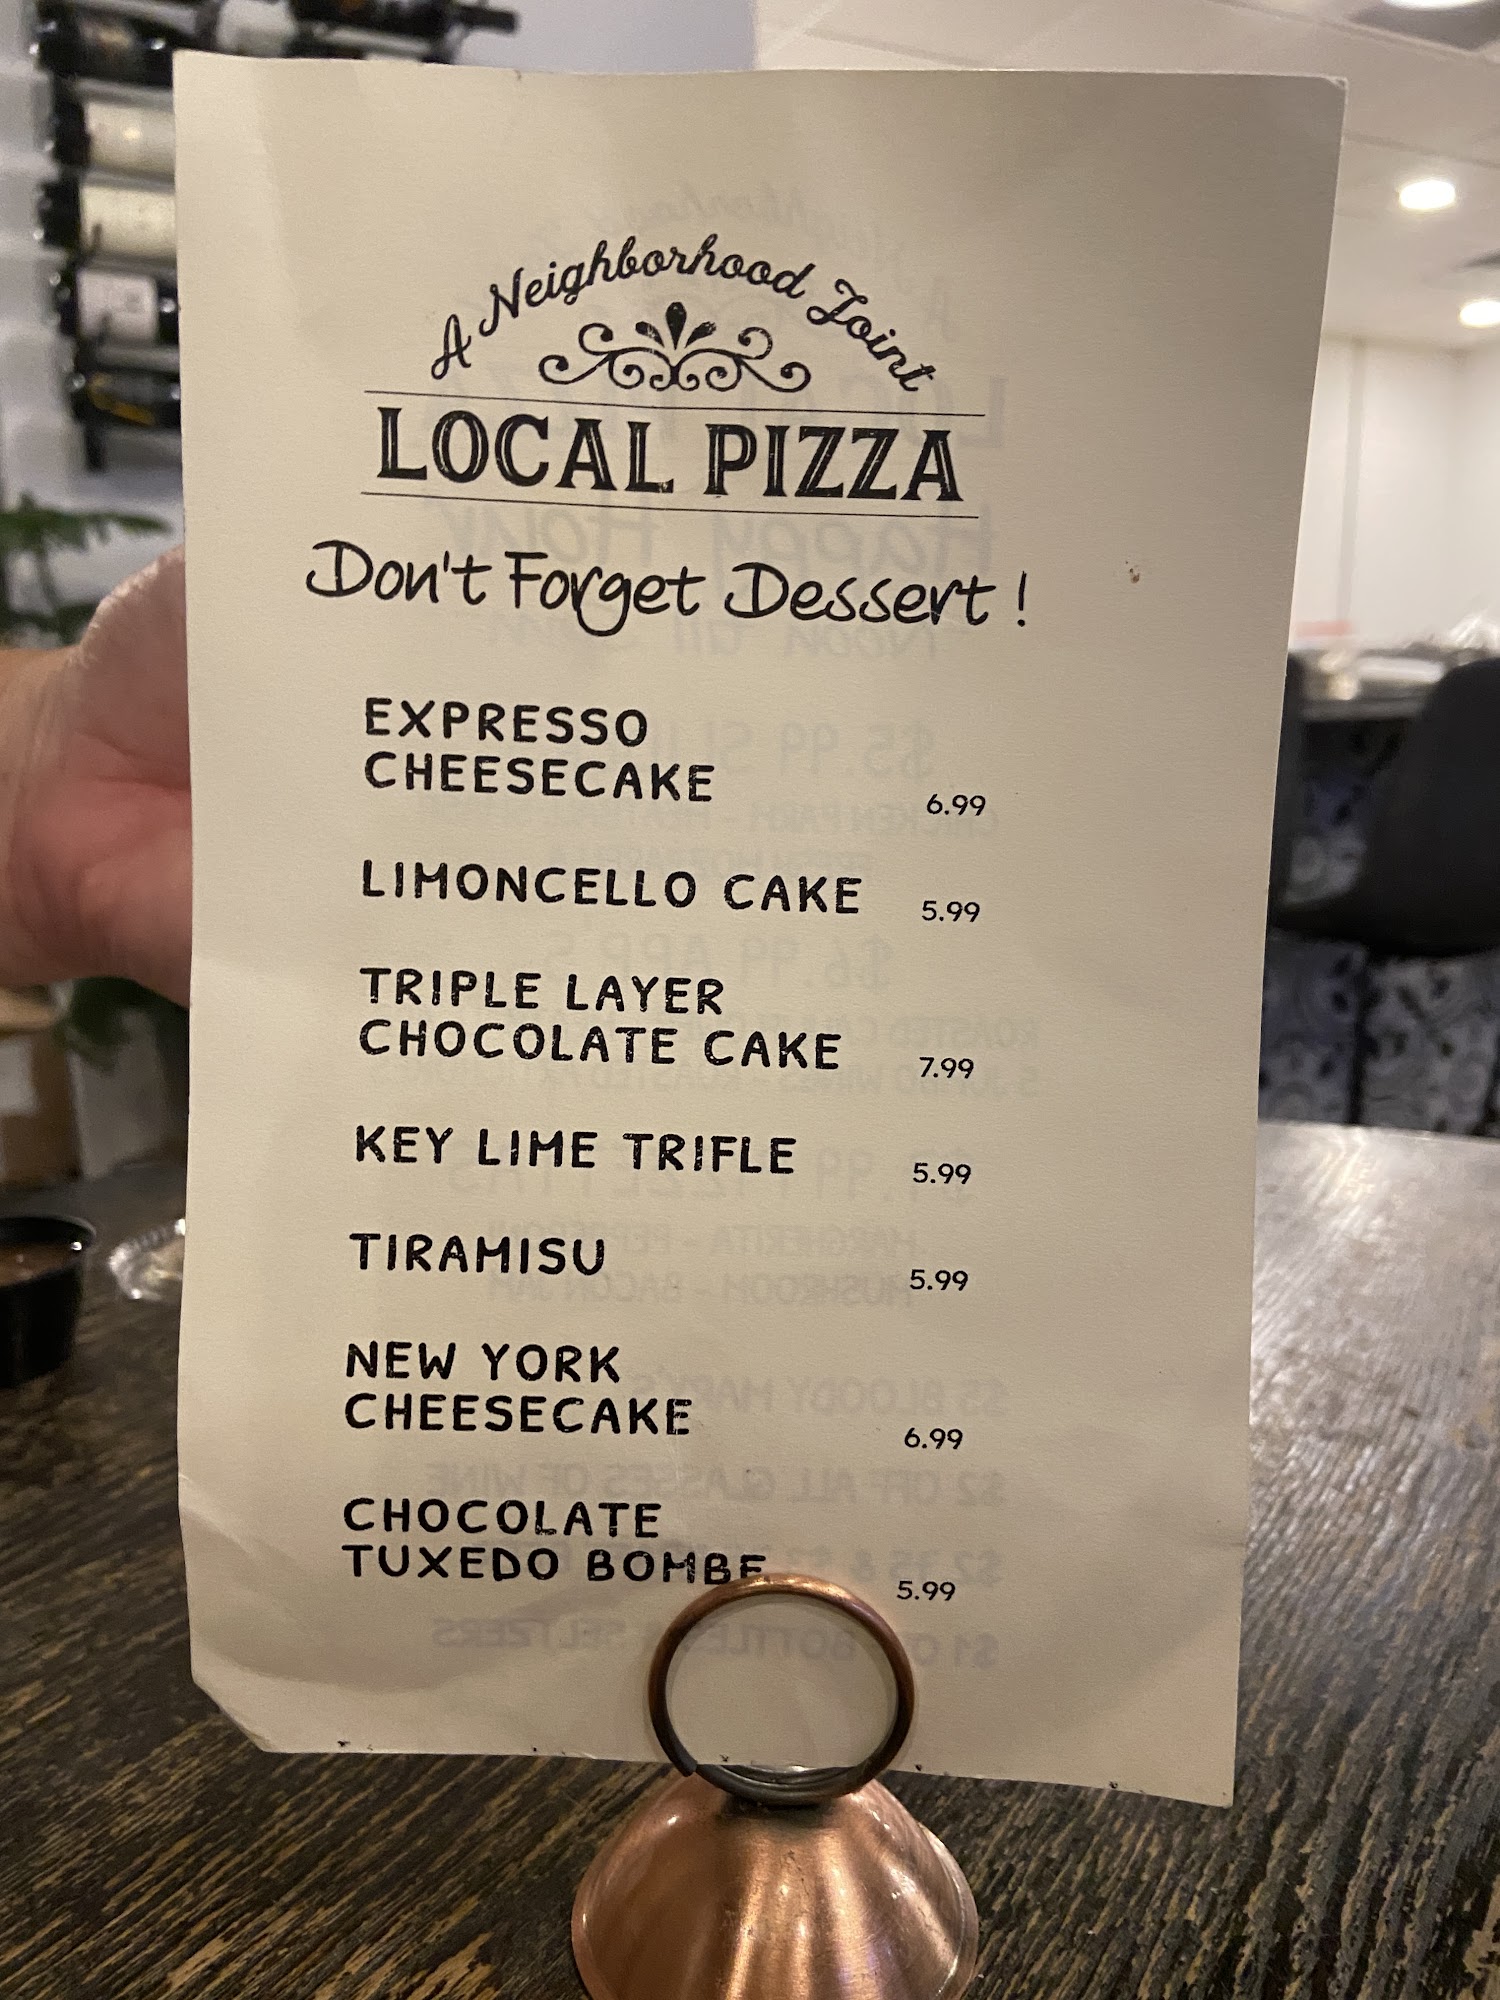 A Neighborhood Joint
LOCAL PIZZA
Don't Forget Dessert !
EXPRESSO
CHEESECAKE 6.99
LIMONCELLO CAKE 5.99
TRIPLE LAYER
CHOCOLATE CAKE 7.99
KEY LIME TRIFLE 5.99
TIRAMISU 5.99
NEW YORK
CHEESECAKE 6.99
CHOCOLATE
TUXEDO BOMBE 5.99